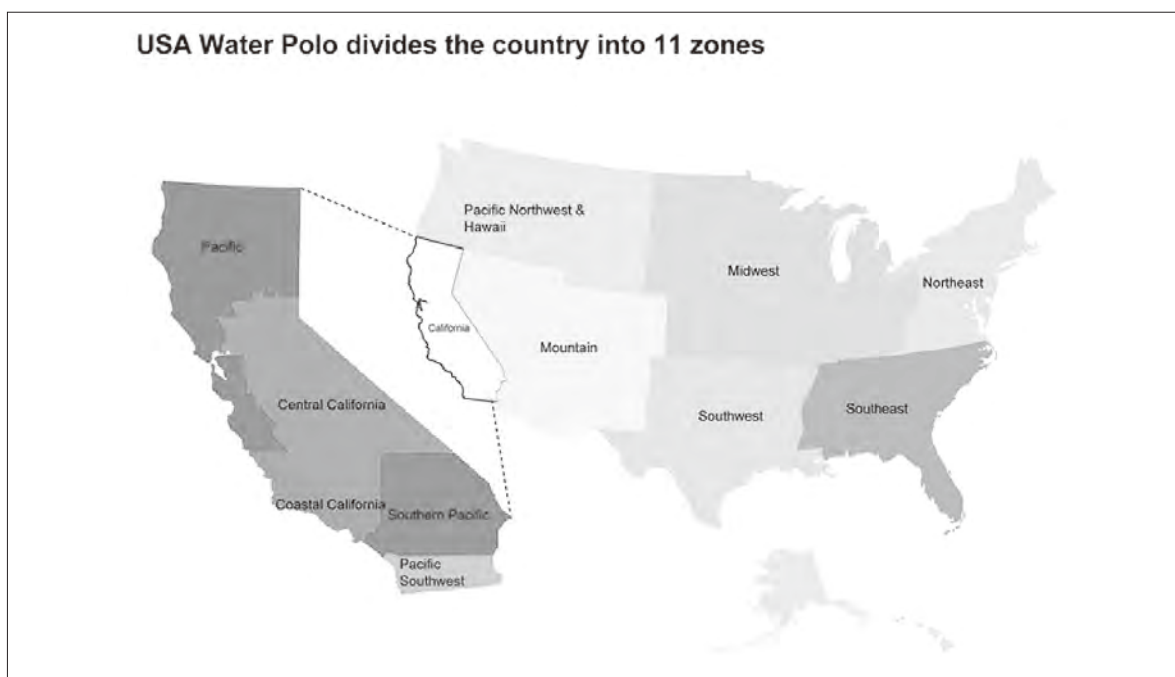 USA Water Polo divides the country into 11 zones
Pacific
Central California
Coastal California
Southern Pacific
Pacific
Southwest
California
Pacific Northwest &
Hawaii
Mountain
Midwest
Southwest
Northeast
Southeast